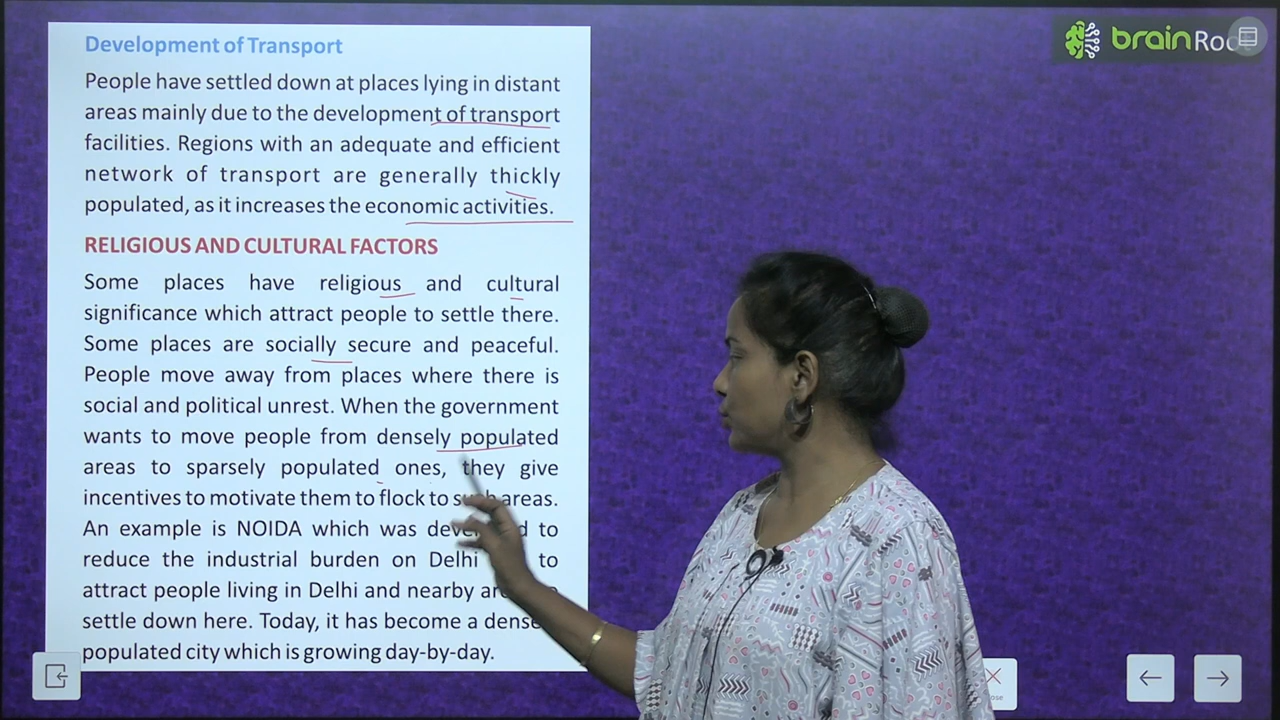 Development of Transport
People have settled down at places lying in distant
areas mainly due to the development of transport
facilities. Regions with an adequate and efficient
network of transport are generally thickly
populated, as it increases the economic activities.
RELIGIOUS AND CULTURAL FACTORS
Some places have religious and cultural
significance which attract people to settle there.
Some places are socially secure and peaceful.
People move away from places where there is
social and political unrest. When the government
wants to move people from densely populated
areas to sparsely populated ones, they give
incentives to motivate them to flock to such areas.
An example is NOIDA which was to
reduce the industrial burden on Delhi to
attract people living in Delhi and nearby
settle down here. Today, it has become a
populated city which is growing day-by-day.
brain